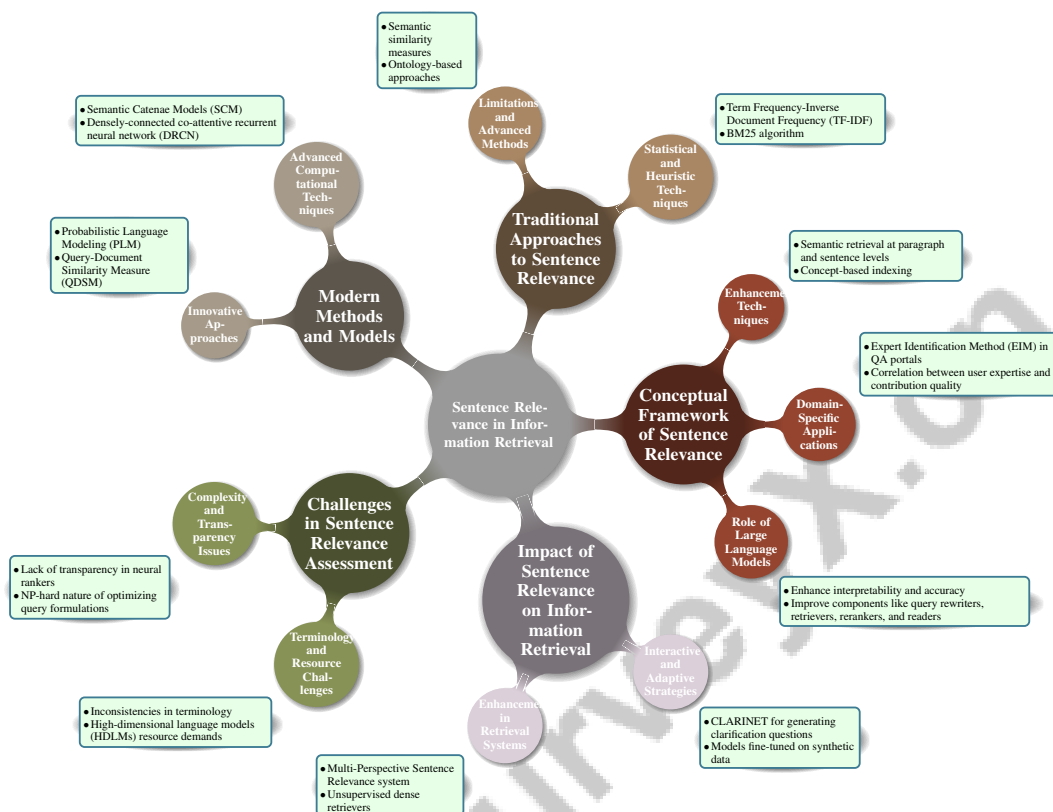 Semantic
similarity
measures
Ontology-based
approaches
Limitations
and
Advanced
Methods
Term Frequency-Inverse
Document Frequency (TF-IDF)
BM25 algorithm
Statistical
and
Heuristic Tech-
niques
Traditional
Approaches
to Sentence
Relevance
Semantic Catenae Models (SCM)
Densely-connected co-attentive recurrent
neural network (DRCN)
Advanced
Compu-
tational
Tech-
niques
Probabilistic Language
Modeling (PLM)
Query-Document
Similarity Measure
(QDSM)
Innovative
Ap-
proaches
Modern
Methods
and Models
Semantic retrieval at paragraph
and sentence levels
Concept-based indexing
Enhancement
Tech-
niques
Expert Identification Method (EIM) in
QA portals
Correlation between user expertise and
contribution quality
Domain-
Specific
Appli-
cations
Conceptual
Framework
of Sentence
Relevance
Role of
Large
Language
Models
Enhance interpretability and accuracy
Improve components like query rewriters,
retrievers, rerankers, and readers
Sentence Rele-
vance in Infor-
mation Retrieval
Complexity
and
Trans-
parency
Issues
Lack of transparency in neural
rankers
NP-hard nature of optimizing
query formulations
Challenges
in Sentence
Relevance
Assessment
Terminology
and
Resource
Chal-
lenges
Inconsistencies in terminology
High-dimensional language models
(HDLMs) resource demands
Impact of
Sentence
Relevance
on Infor-
mation
Retrieval
Interactive
and
Adaptive
Strategies
CLARINET for generating
clarification questions
Models fine-tuned on synthetic
data
Enhancement
in
Retrieval
Systems
Multi-Perspective Sentence
Relevance system
Unsupervised dense
retrievers